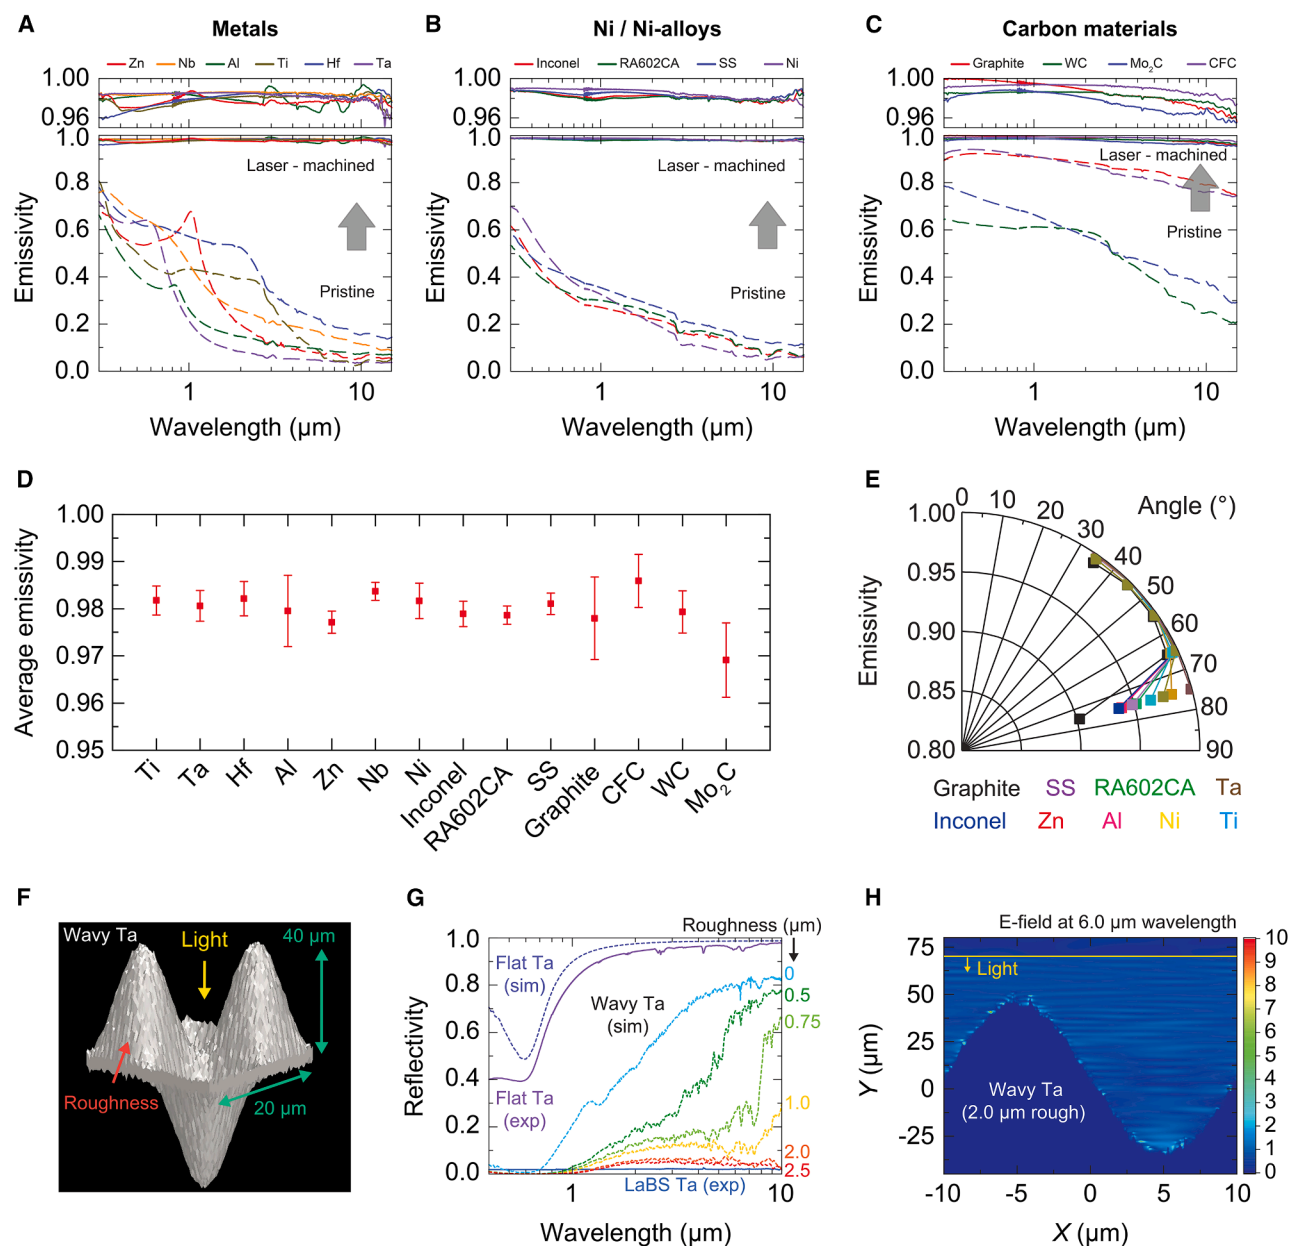 A
Metals
Zn Nb Al Ti Hf Ta
1.00
0.96
1.0
0.8
0.6
0.4
0.2
0.0
Laser - machined
Pristine
Emissivity
1 10
Wavelength (µm)
B
Ni / Ni-alloys
Inconel RA602CA SS Ni
1.00
0.96
1.0
0.8
0.6
0.4
0.2
0.0
Laser - machined
Pristine
Emissivity
1 10
Wavelength (µm)
C
Carbon materials
Graphite WC Mo2C CFC
1.00
0.96
1.0
0.8
0.6
0.4
0.2
0.0
Laser - machined
Pristine
Emissivity
1 10
Wavelength (µm)
D
Average emissivity
1.00
0.99
0.98
0.97
0.96
0.95
Ti Ta Hf Al Zn Nb Ni Inconel RA602CA SS Graphite CFC WC Mo2C
E
Angle (°)
0 10 20 30 40 50 60 70 80 90
Emissivity
1.00
0.95
0.90
0.85
0.80
Graphite SS RA602CA Ta
Inconel Zn Al Ni Ti
F
Wavy Ta
Light
40 µm
Roughness
20 µm
G
Roughness (µm)
Reflectivity
1.0
0.8
0.6
0.4
0.2
0.0
Flat Ta
(sim)
Wavy Ta
(sim)
Flat Ta
(exp)
0
0.5
0.75
1.0
2.0
2.5
LaBS Ta (exp)
1 10
Wavelength (µm)
H
E-field at 6.0 µm wavelength
Light
Wavy Ta
(2.0 µm rough)
Y (µm)
75
50
25
0
-25
-10 -5 0 5 10
X (µm)
10
9
8
7
6
5
4
3
2
1
0